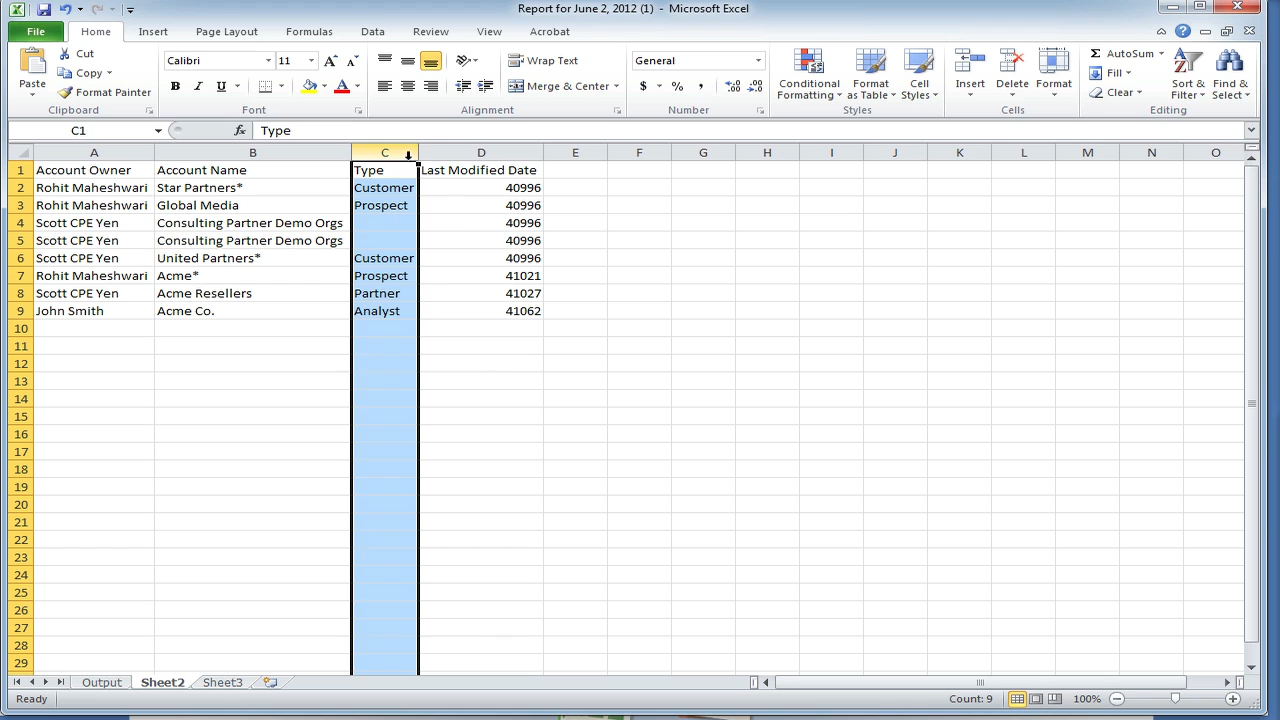 Report for June 2, 2012 (1) - Microsoft Excel
File Home Insert Page Layout Formulas Data Review View Acrobat
Paste Cut Copy Format Painter Clipboard
Calibri 11 A A B I U A Font
Wrap Text Merge & Center Alignment
General $ % , .0 .00 .00 .0 Number
Conditional Formatting Format as Table Cell Styles Styles
Insert Delete Format Cells
Σ AutoSum Fill Clear Sort & Filter Find & Select Editing
C1 fx Type
A B C D E F G H I J K L M N O
1 Account Owner Account Name Type Last Modified Date
2 Rohit Maheshwari Star Partners* Customer 40996
3 Rohit Maheshwari Global Media Prospect 40996
4 Scott CPE Yen Consulting Partner Demo Orgs 40996
5 Scott CPE Yen Consulting Partner Demo Orgs 40996
6 Scott CPE Yen United Partners* Customer 40996
7 Rohit Maheshwari Acme* Prospect 41021
8 Scott CPE Yen Acme Resellers Partner 41027
9 John Smith Acme Co. Analyst 41062
10
11
12
13
14
15
16
17
18
19
20
21
22
23
24
25
26
27
28
29
Output Sheet2 Sheet3
Ready Count: 9 100%